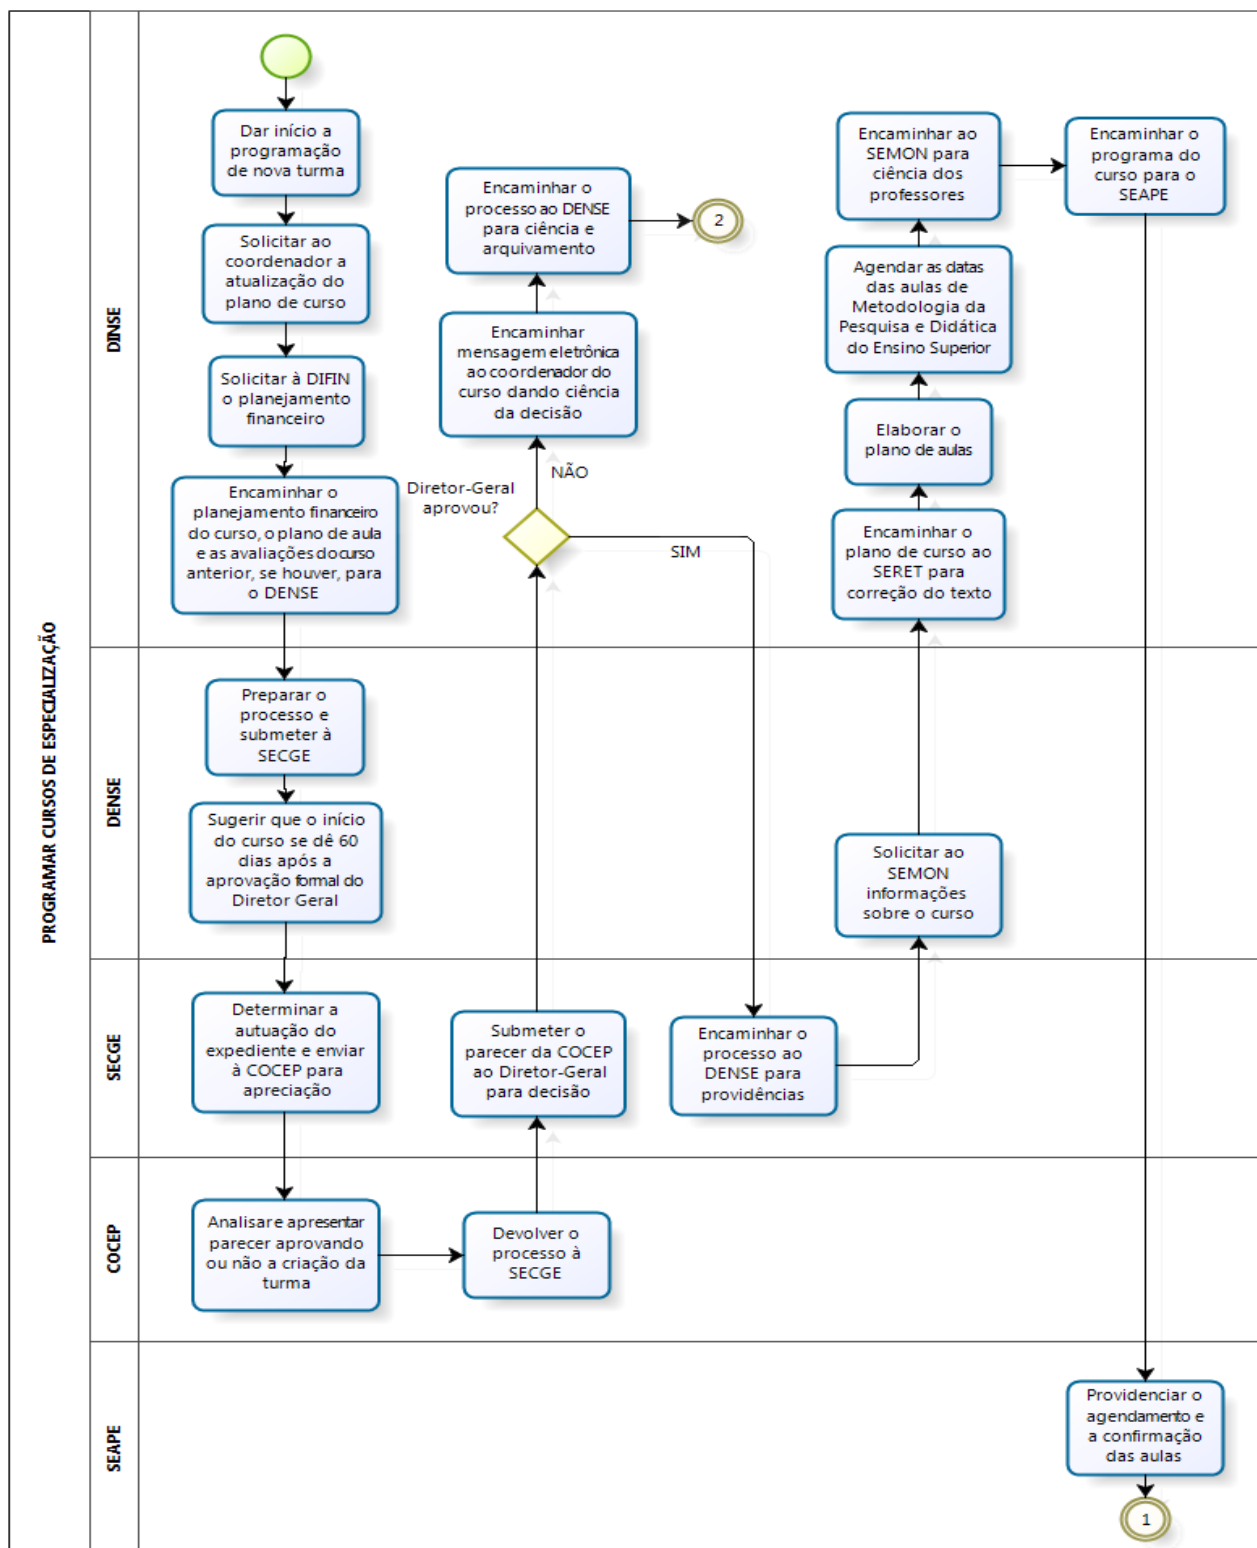 PROGRAMAR CURSOS DE ESPECIALIZAÇÃO
DINSE
Dar início a
programação
de nova turma
Solicitar ao
coordenador a
atualização do
plano de curso
Solicitar à DIFIN
o planejamento
financeiro
Encaminhar o
planejamento financeiro
do curso, o plano de aula
e as avaliações do curso
anterior, se houver, para
o DENSE
Encaminhar o
processo ao DENSE
para ciência e
arquivamento
2
Encaminhar
mensagem eletrônica
ao coordenador do
curso dando ciência
da decisão
NÃO
Diretor-Geral
aprovou?
SIM
Encaminhar ao
SEMON para
ciência dos
professores
Encaminhar o
programa do
curso para o
SEAPE
Agendar as datas
das aulas de
Metodologia da
Pesquisa e Didática
do Ensino Superior
Elaborar o
plano de aulas
Encaminhar o
plano de curso ao
SERET para
correção do texto
DENSE
Preparar o
processo e
submeter à
SECGE
Sugerir que o início
do curso se dê 60
dias após a
aprovação formal do
Diretor Geral
Solicitar ao
SEMON
informações
sobre o curso
SECGE
Determinar a
autuação do
expediente e enviar
à COCEP para
apreciação
Submeter o
parecer da COCEP
ao Diretor-Geral
para decisão
Encaminhar o
processo ao
DENSE para
providências
COCEP
Analisar e apresentar
parecer aprovando
ou não a criação da
turma
Devolver o
processo à
SECGE
SEAPE
Providenciar o
agendamento e
a confirmação
das aulas
1